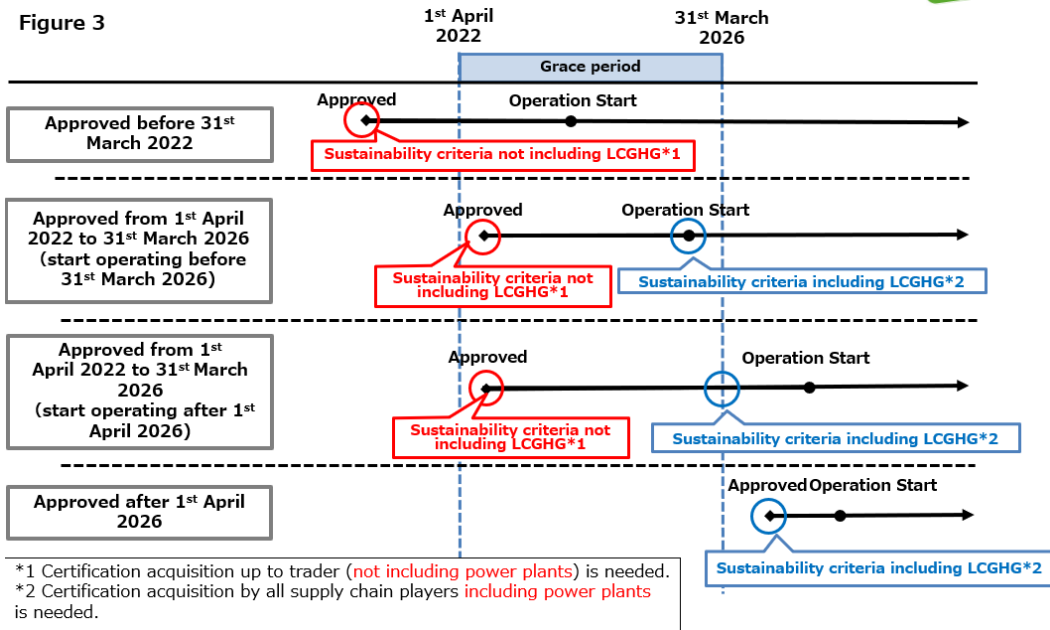 Figure 3
1st April
2022
31st March
2026
Grace period
Approved before 31st
March 2022
Approved
Operation Start
Sustainability criteria not including LCGHG*1
Approved from 1st April
2022 to 31st March 2026
(start operating before
31st March 2026)
Approved
Operation Start
Sustainability criteria not
including LCGHG*1
Sustainability criteria including LCGHG*2
Approved from 1st
April 2022 to 31st March
2026
(start operating after 1st
April 2026)
Approved
Operation Start
Sustainability criteria not
including LCGHG*1
Sustainability criteria including LCGHG*2
Approved after 1st April
2026
Approved Operation Start
Sustainability criteria including LCGHG*2
*1 Certification acquisition up to trader (not including power plants) is needed.
*2 Certification acquisition by all supply chain players including power plants
is needed.